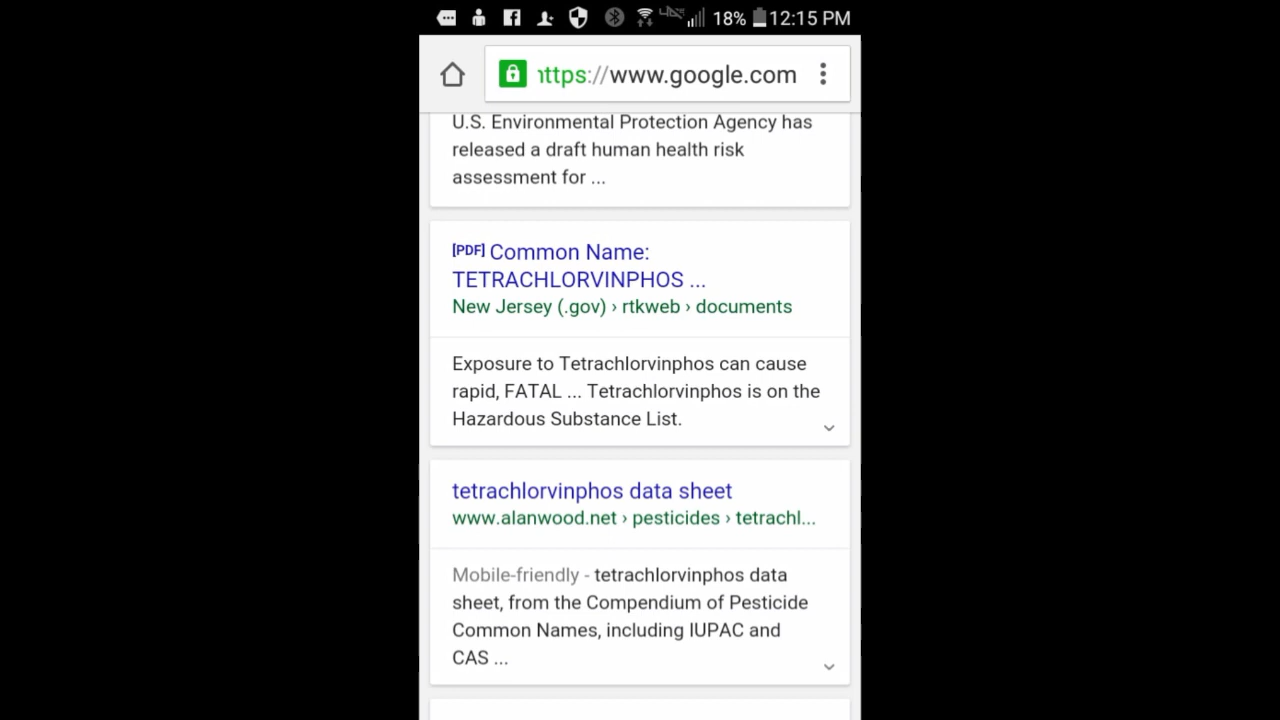 18% 12:15 PM
ttps://www.google.com
U.S. Environmental Protection Agency has
released a draft human health risk
assessment for ...
[PDF] Common Name:
TETRACHLORVINPHOS ...
New Jersey (.gov) › rtkweb › documents
Exposure to Tetrachlorvinphos can cause
rapid, FATAL ... Tetrachlorvinphos is on the
Hazardous Substance List.
tetrachlorvinphos data sheet
www.alanwood.net › pesticides › tetrachl...
Mobile-friendly - tetrachlorvinphos data
sheet, from the Compendium of Pesticide
Common Names, including IUPAC and
CAS ...